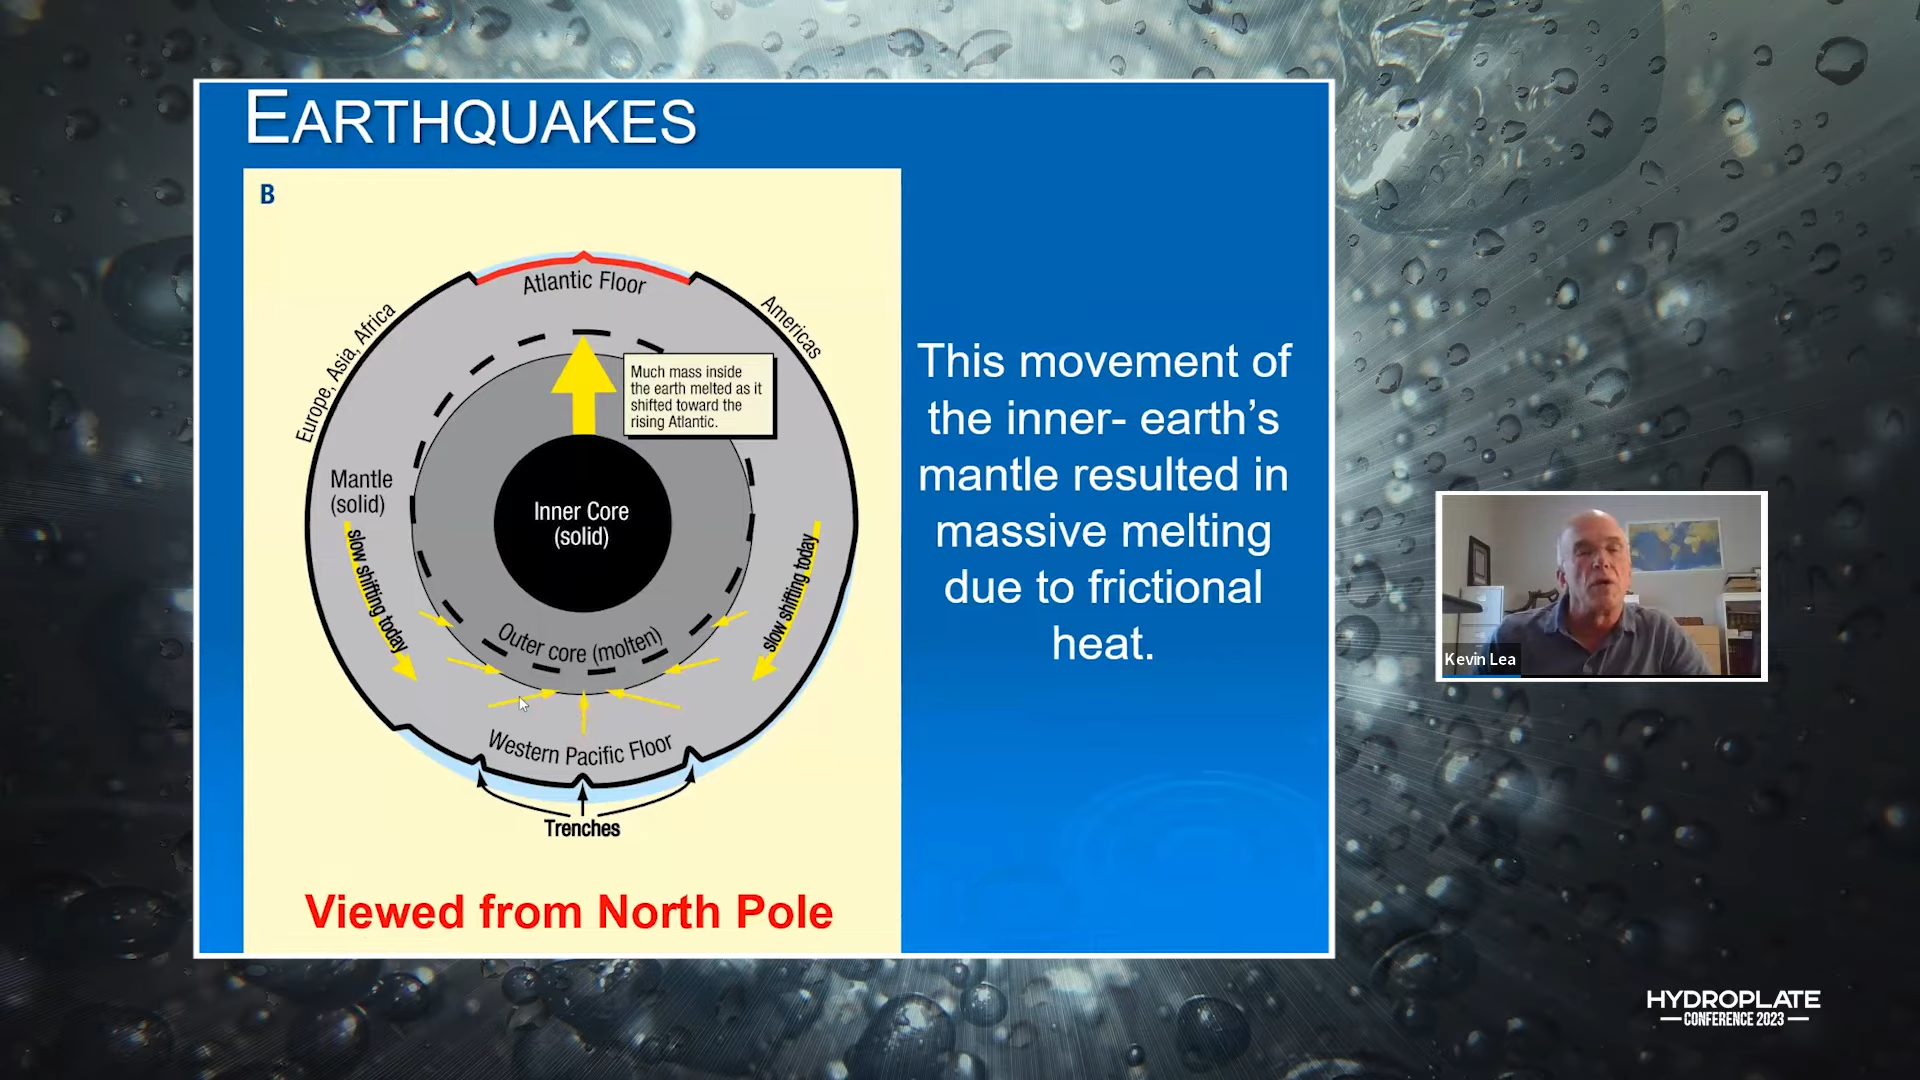 EARTHQUAKES
B
Atlantic Floor
Europe, Asia, Africa
Americas
Much mass inside
the earth melted as it
shifted toward the
rising Atlantic.
Mantle
(solid)
Inner Core
(solid)
slow shifting today
slow shifting today
Outer core (molten)
Western Pacific Floor
Trenches
Viewed from North Pole
This movement of
the inner- earth’s
mantle resulted in
massive melting
due to frictional
heat.
Kevin Lea
HYDROPLATE
CONFERENCE 2023